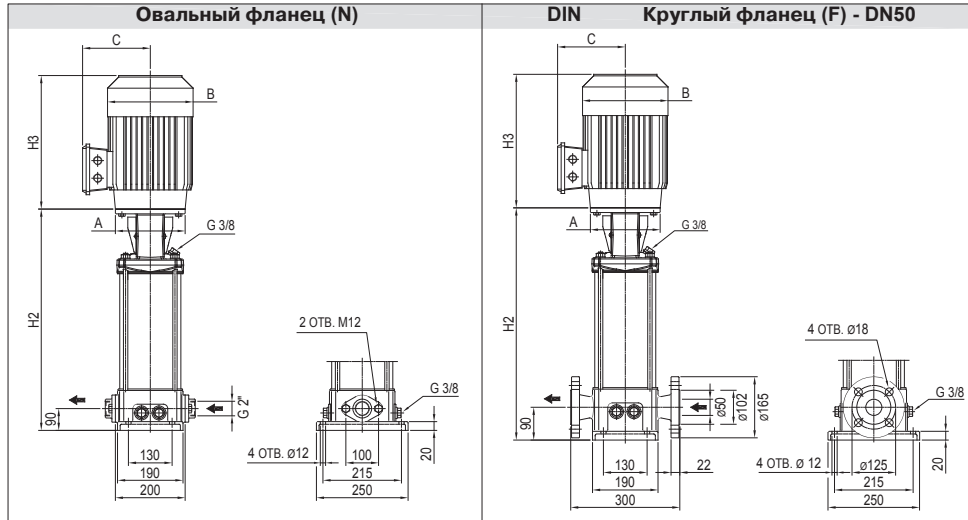 Овальный фланец (N)
DIN Круглый фланец (F) - DN50
C
B
H3
A
G 3/8
H2
2 ОТВ. M12
G 3/8
G 2"
90
130
190
200
4 ОТВ. Ø12
100
215
250
20
C
B
H3
A
G 3/8
H2
4 ОТВ. Ø18
G 3/8
ø50
ø102
ø165
90
130
22
190
300
4 ОТВ. Ø 12
ø125
215
250
20